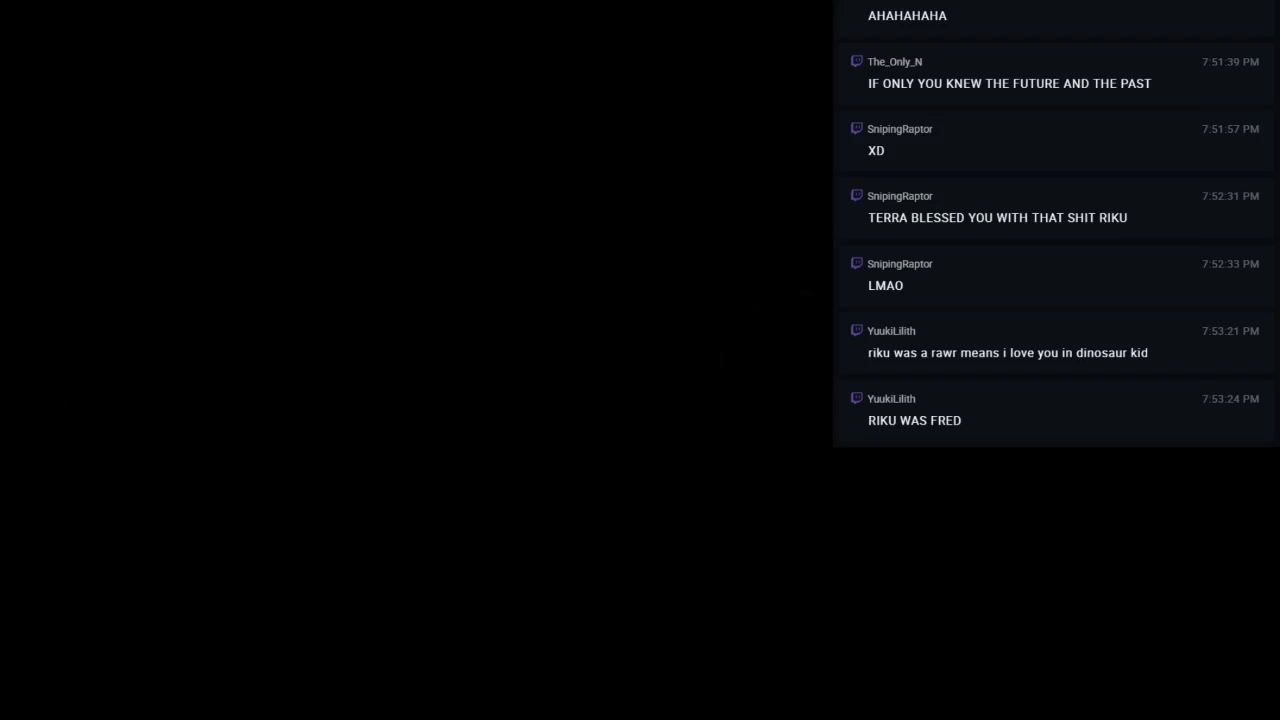 AHAHAHAHA
The_Only_N 7:51:39 PM
IF ONLY YOU KNEW THE FUTURE AND THE PAST
SnipingRaptor 7:51:57 PM
XD
SnipingRaptor 7:52:31 PM
TERRA BLESSED YOU WITH THAT SHIT RIKU
SnipingRaptor 7:52:33 PM
LMAO
YuukiLilith 7:53:21 PM
riku was a rawr means i love you in dinosaur kid
YuukiLilith 7:53:24 PM
RIKU WAS FRED